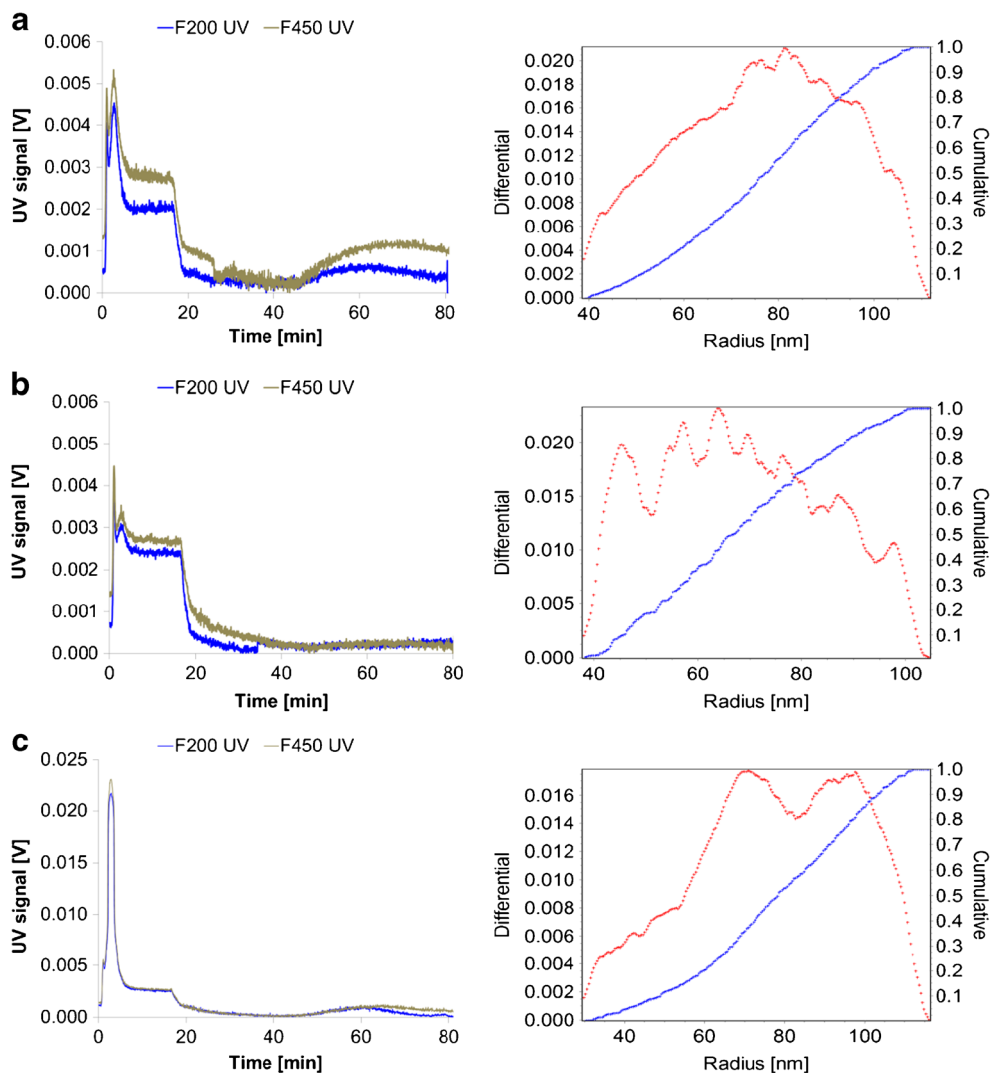 a
F200 UV F450 UV
UV signal [V]
0.006
0.005
0.004
0.003
0.002
0.001
0.000
0 20 40 60 80
Time [min]
Differential
0.020
0.018
0.016
0.014
0.012
0.010
0.008
0.006
0.004
0.002
0.000
40 60 80 100
Radius [nm]
1.0
0.9
0.8
0.7
0.6
0.5
0.4
0.3
0.2
0.1
Cumulative
b
F200 UV F450 UV
UV signal [V]
0.006
0.005
0.004
0.003
0.002
0.001
0.000
0 20 40 60 80
Time [min]
Differential
0.020
0.015
0.010
0.005
0.000
40 60 80 100
Radius [nm]
1.0
0.9
0.8
0.7
0.6
0.5
0.4
0.3
0.2
0.1
Cumulative
c
F200 UV F450 UV
UV signal [V]
0.025
0.020
0.015
0.010
0.005
0.000
0 20 40 60 80
Time [min]
Differential
0.016
0.014
0.012
0.010
0.008
0.006
0.004
0.002
0.000
40 60 80 100
Radius [nm]
1.0
0.9
0.8
0.7
0.6
0.5
0.4
0.3
0.2
0.1
Cumulative